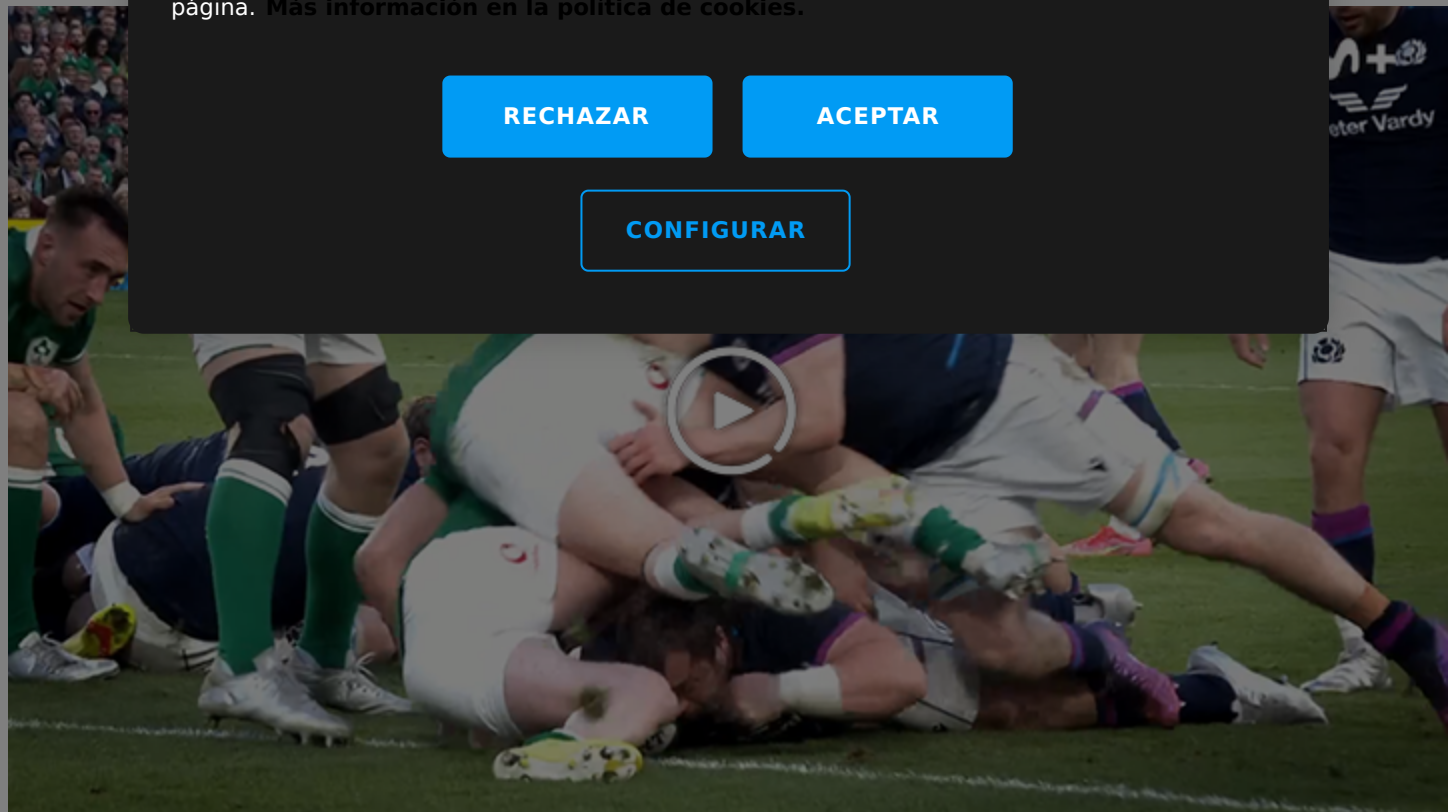 página. Más información en la política de cookies.
RECHAZAR
ACEPTAR
CONFIGURAR
eter Vardy